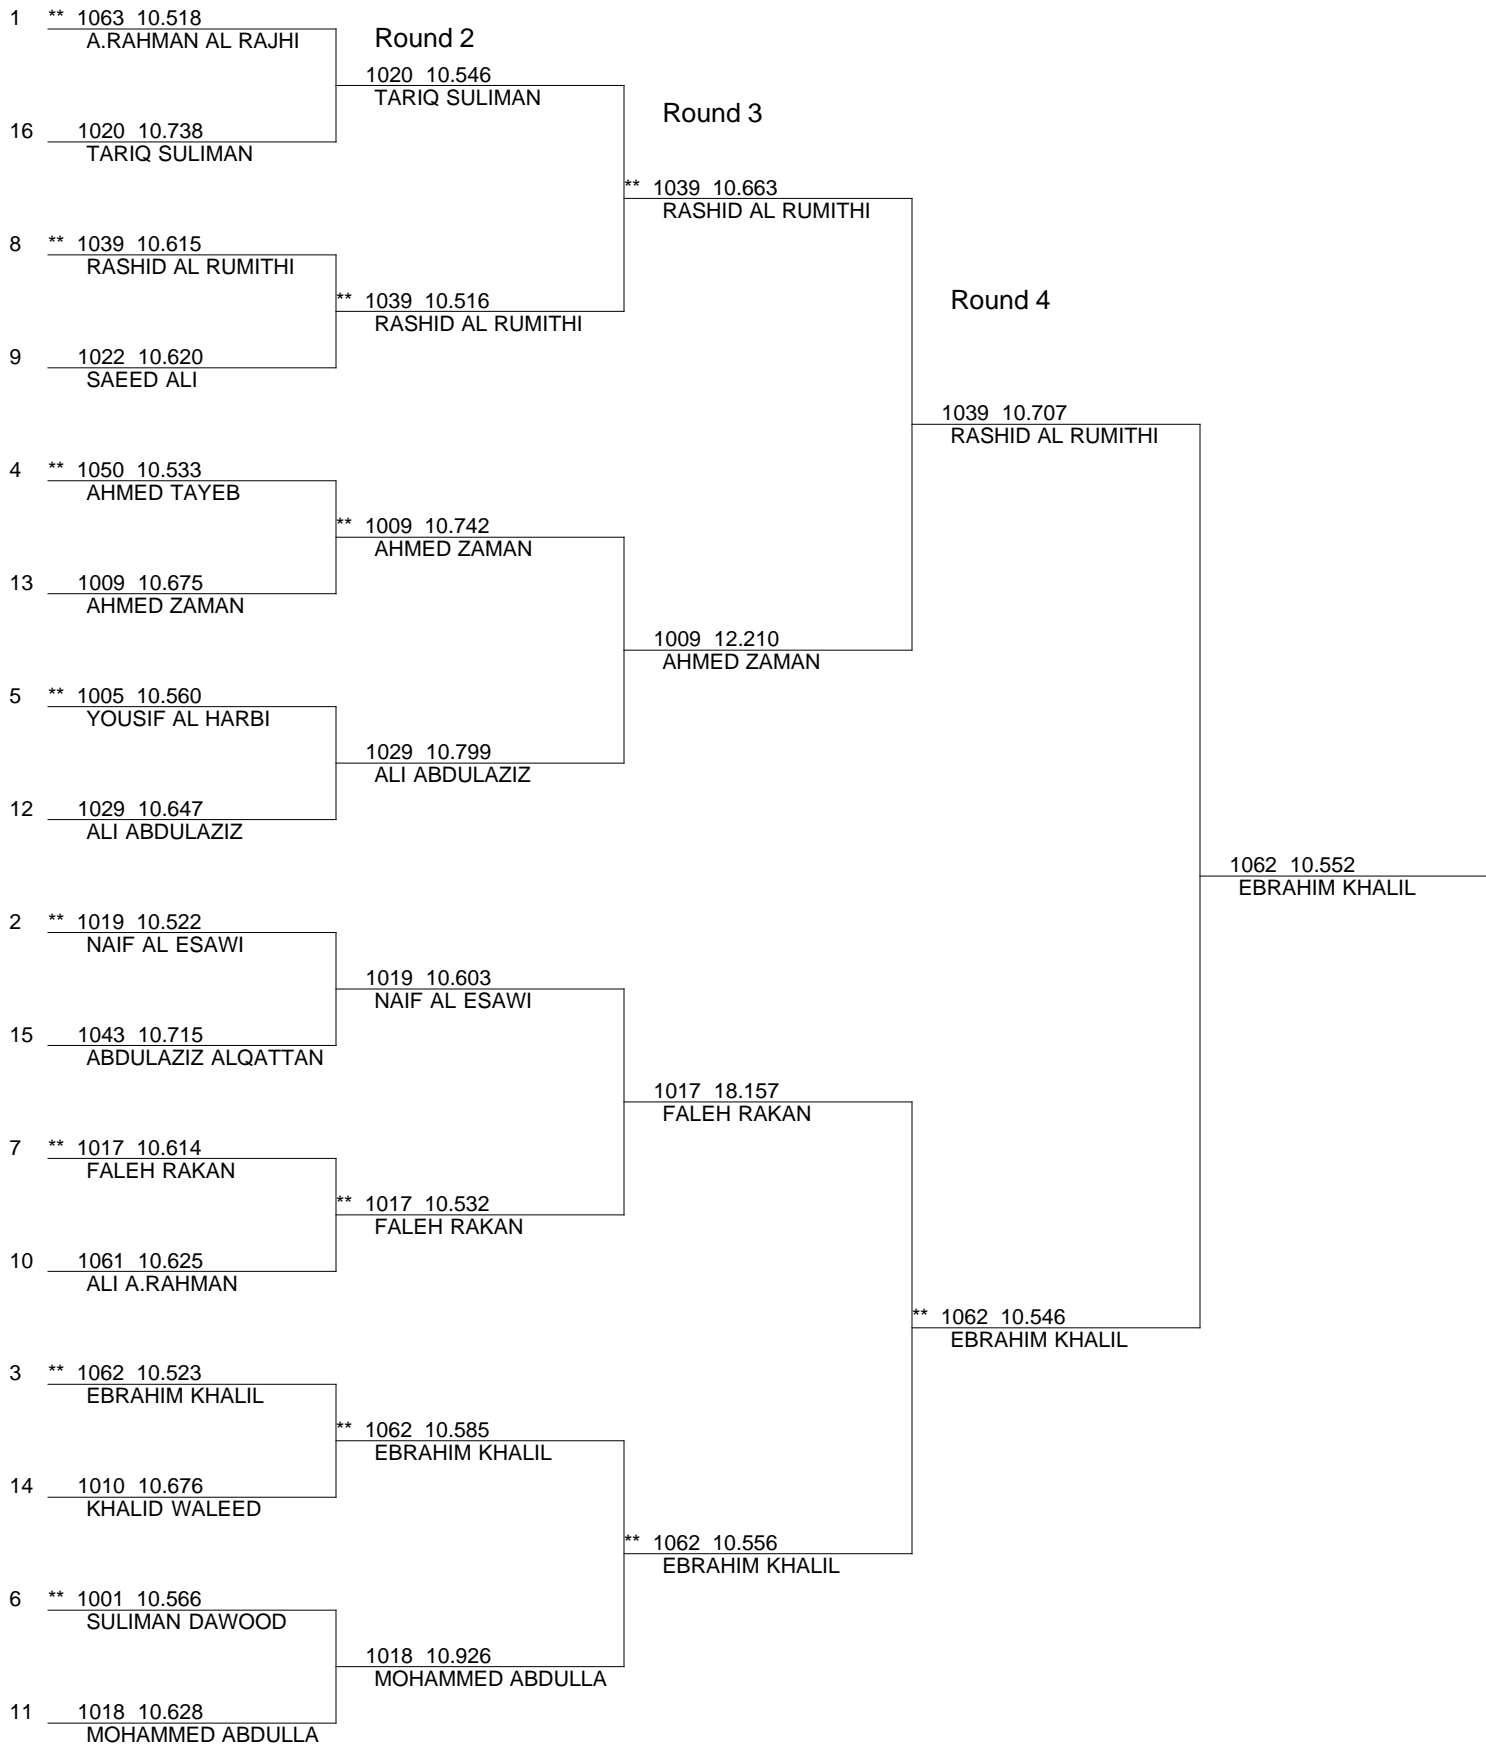 1 ** 1063 10.518
A.RAHMAN AL RAJHI
Round 2
1020 10.546
TARIQ SULIMAN
Round 3
16 1020 10.738
TARIQ SULIMAN
** 1039 10.663
RASHID AL RUMITHI
8 ** 1039 10.615
RASHID AL RUMITHI
** 1039 10.516
RASHID AL RUMITHI
Round 4
9 1022 10.620
SAEED ALI
1039 10.707
RASHID AL RUMITHI
4 ** 1050 10.533
AHMED TAYEB
** 1009 10.742
AHMED ZAMAN
13 1009 10.675
AHMED ZAMAN
1009 12.210
AHMED ZAMAN
5 ** 1005 10.560
YOUSIF AL HARBI
1029 10.799
ALI ABDULAZIZ
12 1029 10.647
ALI ABDULAZIZ
1062 10.552
EBRAHIM KHALIL
2 ** 1019 10.522
NAIF AL ESAWI
1019 10.603
NAIF AL ESAWI
15 1043 10.715
ABDULAZIZ ALQATTAN
1017 18.157
FALEH RAKAN
7 ** 1017 10.614
FALEH RAKAN
** 1017 10.532
FALEH RAKAN
10 1061 10.625
ALI A.RAHMAN
** 1062 10.546
EBRAHIM KHALIL
3 ** 1062 10.523
EBRAHIM KHALIL
** 1062 10.585
EBRAHIM KHALIL
14 1010 10.676
KHALID WALEED
** 1062 10.556
EBRAHIM KHALIL
6 ** 1001 10.566
SULIMAN DAWOOD
1018 10.926
MOHAMMED ABDULLA
11 1018 10.628
MOHAMMED ABDULLA